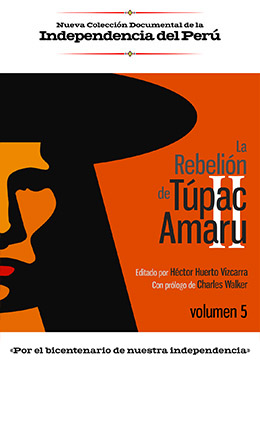 Nueva Colección Documental de la
Independencia del Perú
La
Rebelión
de Túpac
Amaru
II
Editado por Héctor Huerto Vizcarra
Con prólogo de Charles Walker
volumen 5
«Por el bicentenario de nuestra independencia»